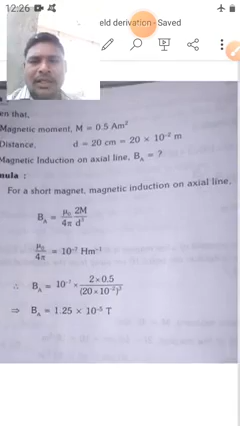 12:26
eld derivation - Saved
en that,
Magnetic moment, M = 0.5 Am²
Distance, d = 20 cm = 20 × 10⁻² m
Magnetic Induction on axial line, B_A = ?
nula :
For a short magnet, magnetic induction on axial line,
B_A = μ₀/4π 2M/d³
μ₀/4π = 10⁻⁷ Hm⁻¹
∴ B_A = 10⁻⁷ × 2×0.5/(20×10⁻²)³
⇒ B_A = 1.25 × 10⁻⁵ T